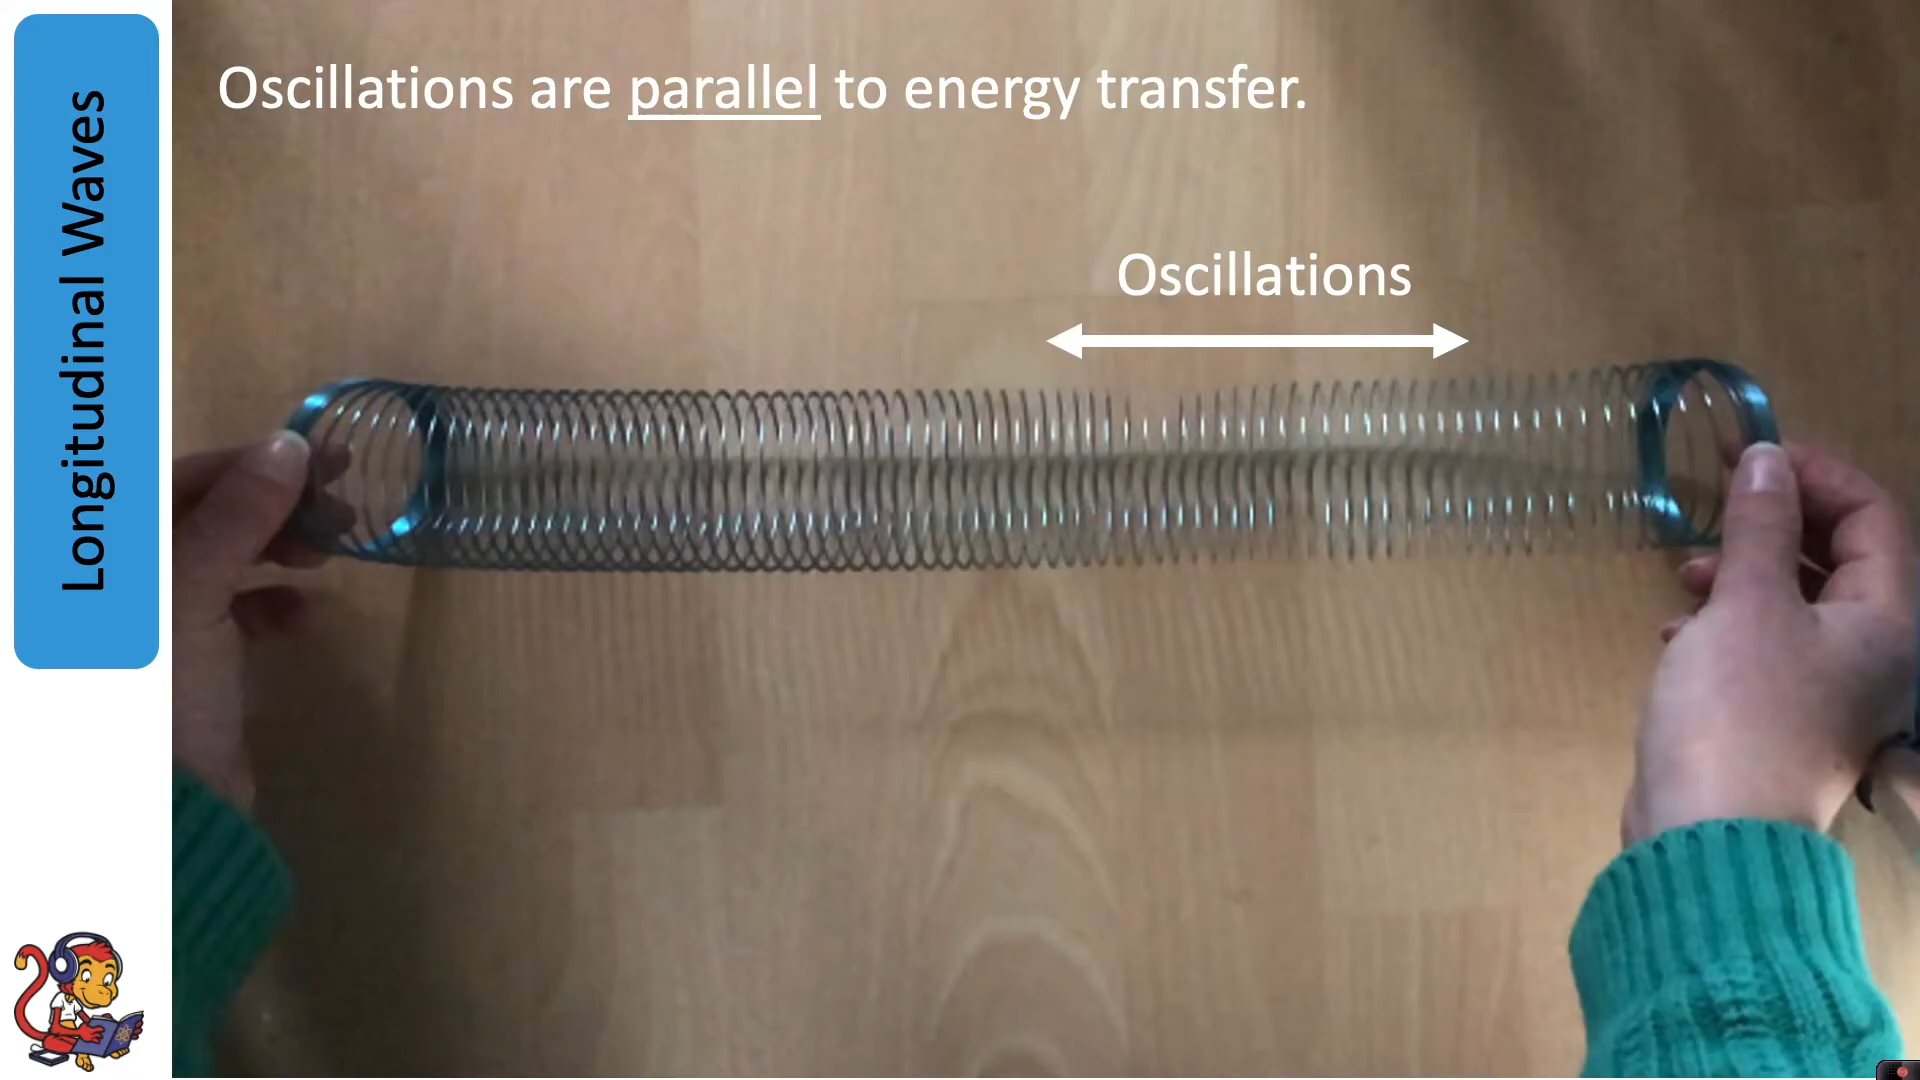 Longitudinal Waves
Oscillations are parallel to energy transfer.
Oscillations